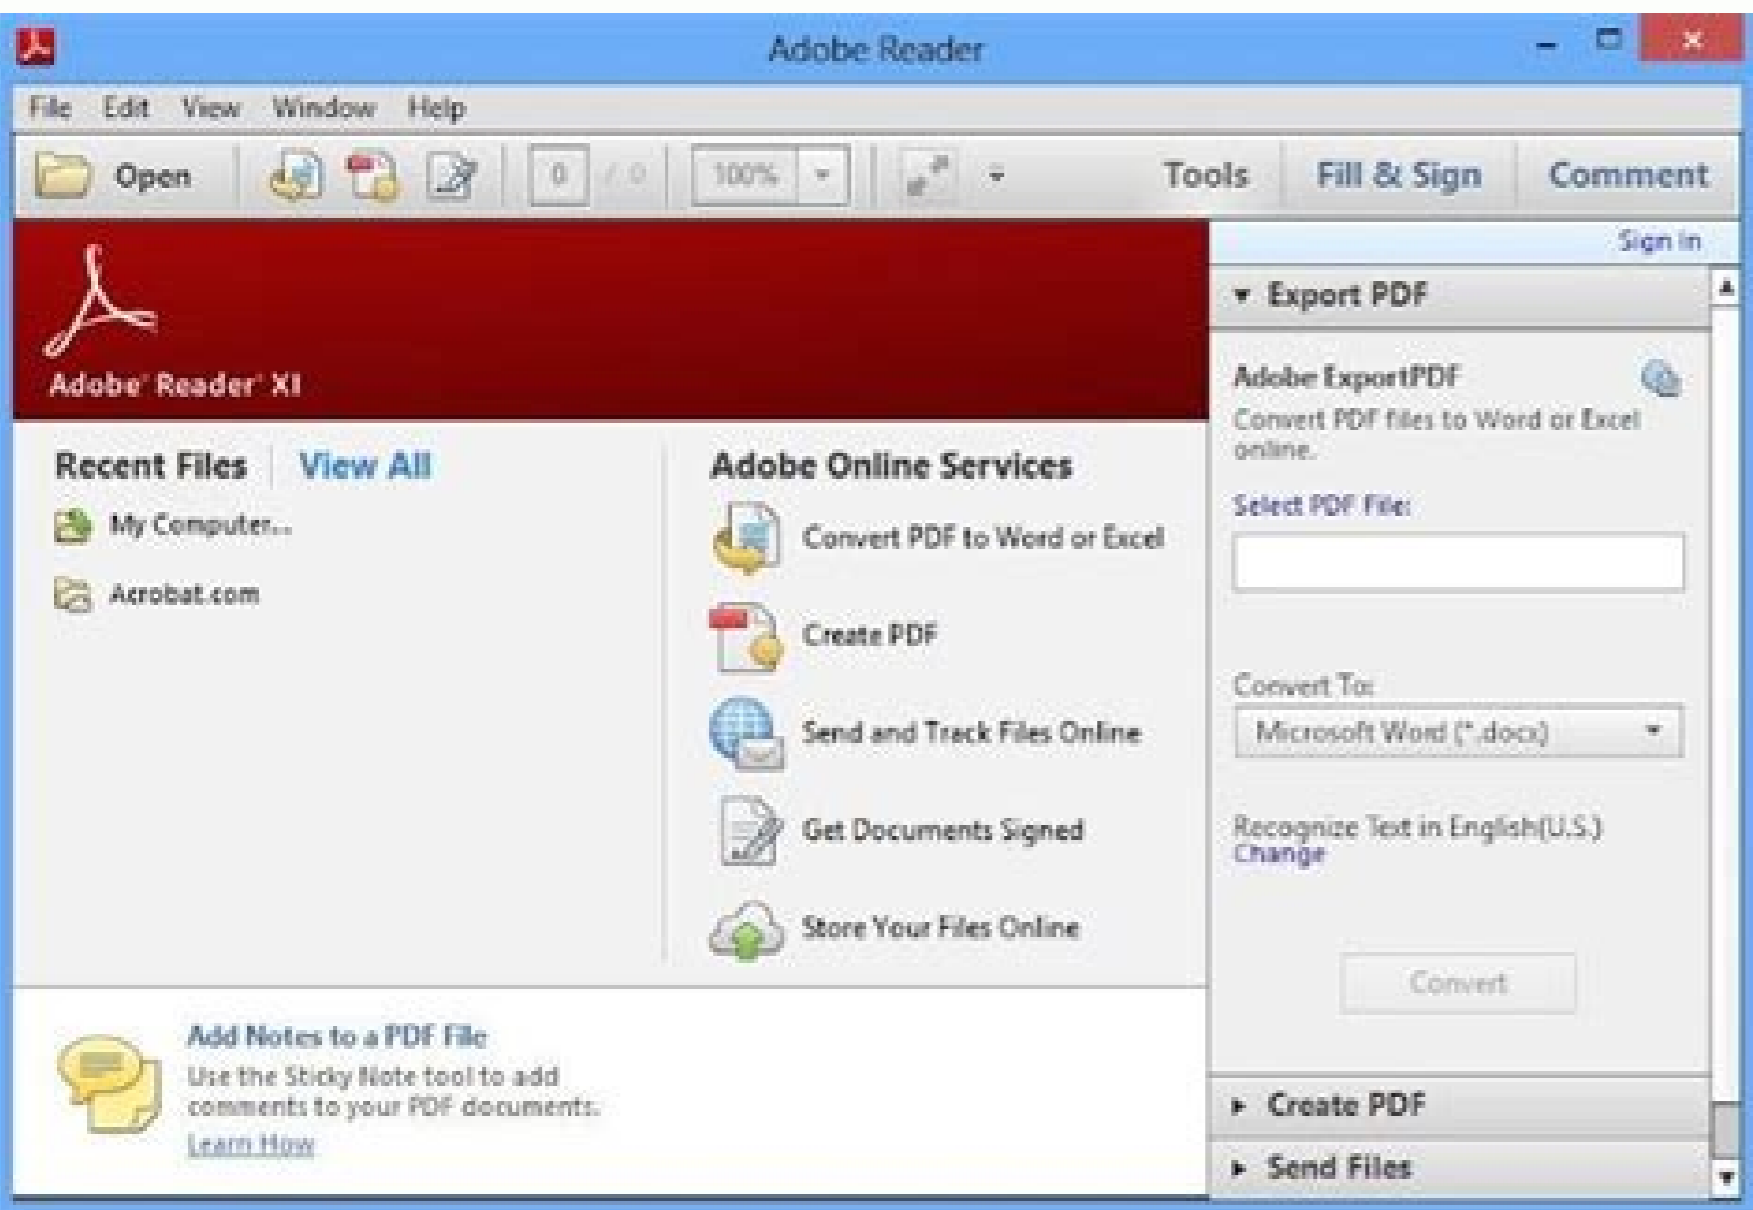 Adobe Reader
File Edit View Window Help
Open 0 / 0 100% Tools Fill & Sign Comment
Sign In
Adobe® Reader® XI
Recent Files View All
My Computer...
Acrobat.com
Adobe Online Services
Convert PDF to Word or Excel
Create PDF
Send and Track Files Online
Get Documents Signed
Store Your Files Online
Add Notes to a PDF File
Use the Sticky Note tool to add
comments to your PDF documents.
Learn How
Export PDF
Adobe ExportPDF
Convert PDF files to Word or Excel
online.
Select PDF File:
Convert To:
Microsoft Word (*.docx)
Recognize Text in English(U.S.)
Change
Convert
Create PDF
Send Files